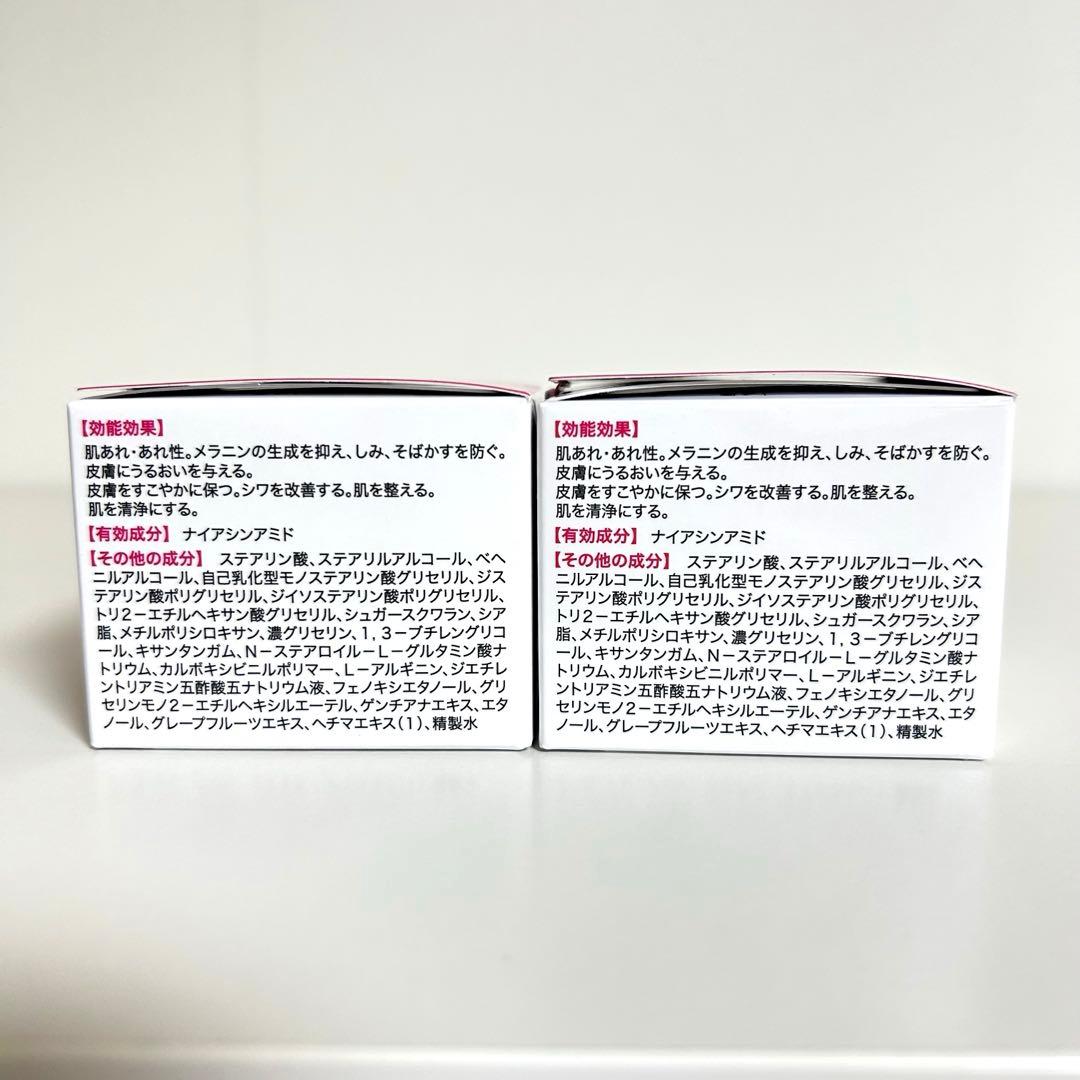 【効能効果】
肌あれ・あれ性。メラニンの生成を抑え、しみ、そばかすを防ぐ。
皮膚にうるおいを与える。
皮膚をすこやかに保つ。シワを改善する。肌を整える。
肌を清浄にする。
【有効成分】 ナイアシンアミド
【その他の成分】 ステアリン酸、ステアリルアルコール、ベヘ
ニルアルコール、自己乳化型モノステアリン酸グリセリル、ジス
テアリン酸ポリグリセリル、ジイソステアリン酸ポリグリセリル、
トリ2－エチルヘキサン酸グリセリル、シュガースクワラン、シア
脂、メチルポリシロキサン、濃グリセリン、1,3－ブチレングリコ
ール、キサンタンガム、N－ステアロイル－L－グルタミン酸ナ
トリウム、カルボキシビニルポリマー、L－アルギニン、ジエチレ
ントリアミン五酢酸五ナトリウム液、フェノキシエタノール、グリ
セリンモノ2－エチルヘキシルエーテル、ゲンチアナエキス、エタ
ノール、グレープフルーツエキス、ヘチマエキス(1)、精製水
【効能効果】
肌あれ・あれ性。メラニンの生成を抑え、しみ、そばかすを防ぐ。
皮膚にうるおいを与える。
皮膚をすこやかに保つ。シワを改善する。肌を整える。
肌を清浄にする。
【有効成分】 ナイアシンアミド
【その他の成分】 ステアリン酸、ステアリルアルコール、ベヘ
ニルアルコール、自己乳化型モノステアリン酸グリセリル、ジス
テアリン酸ポリグリセリル、ジイソステアリン酸ポリグリセリル、
トリ2－エチルヘキサン酸グリセリル、シュガースクワラン、シア
脂、メチルポリシロキサン、濃グリセリン、1,3－ブチレングリコ
ール、キサンタンガム、N－ステアロイル－L－グルタミン酸ナ
トリウム、カルボキシビニルポリマー、L－アルギニン、ジエチレ
ントリアミン五酢酸五ナトリウム液、フェノキシエタノール、グリ
セリンモノ2－エチルヘキシルエーテル、ゲンチアナエキス、エタ
ノール、グレープフルーツエキス、ヘチマエキス(1)、精製水